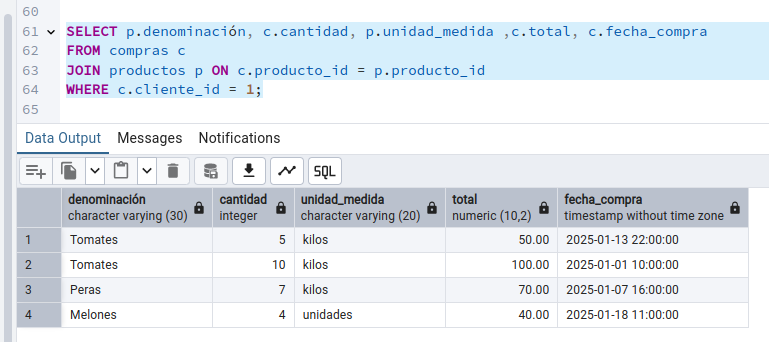 60
61 SELECT p.denominación, c.cantidad, p.unidad_medida ,c.total, c.fecha_compra
62 FROM compras c
63 JOIN productos p ON c.producto_id = p.producto_id
64 WHERE c.cliente_id = 1;
65
Data Output Messages Notifications
SQL
denominación cantidad unidad_medida total fecha_compra
character varying (30) integer character varying (20) numeric (10,2) timestamp without time zone
1 Tomates 5 kilos 50.00 2025-01-13 22:00:00
2 Tomates 10 kilos 100.00 2025-01-01 10:00:00
3 Peras 7 kilos 70.00 2025-01-07 16:00:00
4 Melones 4 unidades 40.00 2025-01-18 11:00:00